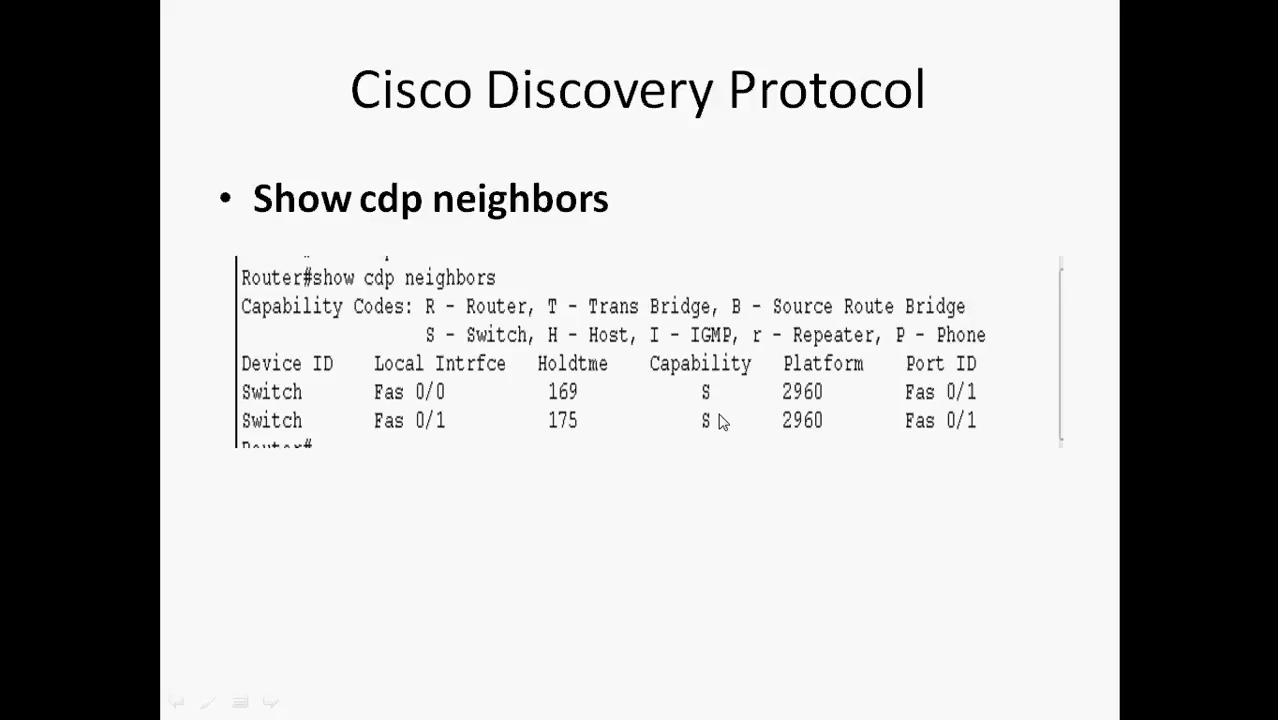 Cisco Discovery Protocol
• Show cdp neighbors
Router#show cdp neighbors
Capability Codes: R - Router, T - Trans Bridge, B - Source Route Bridge
S - Switch, H - Host, I - IGMP, r - Repeater, P - Phone
Device ID Local Intrfce Holdtme Capability Platform Port ID
Switch Fas 0/0 169 S 2960 Fas 0/1
Switch Fas 0/1 175 S 2960 Fas 0/1
Router#